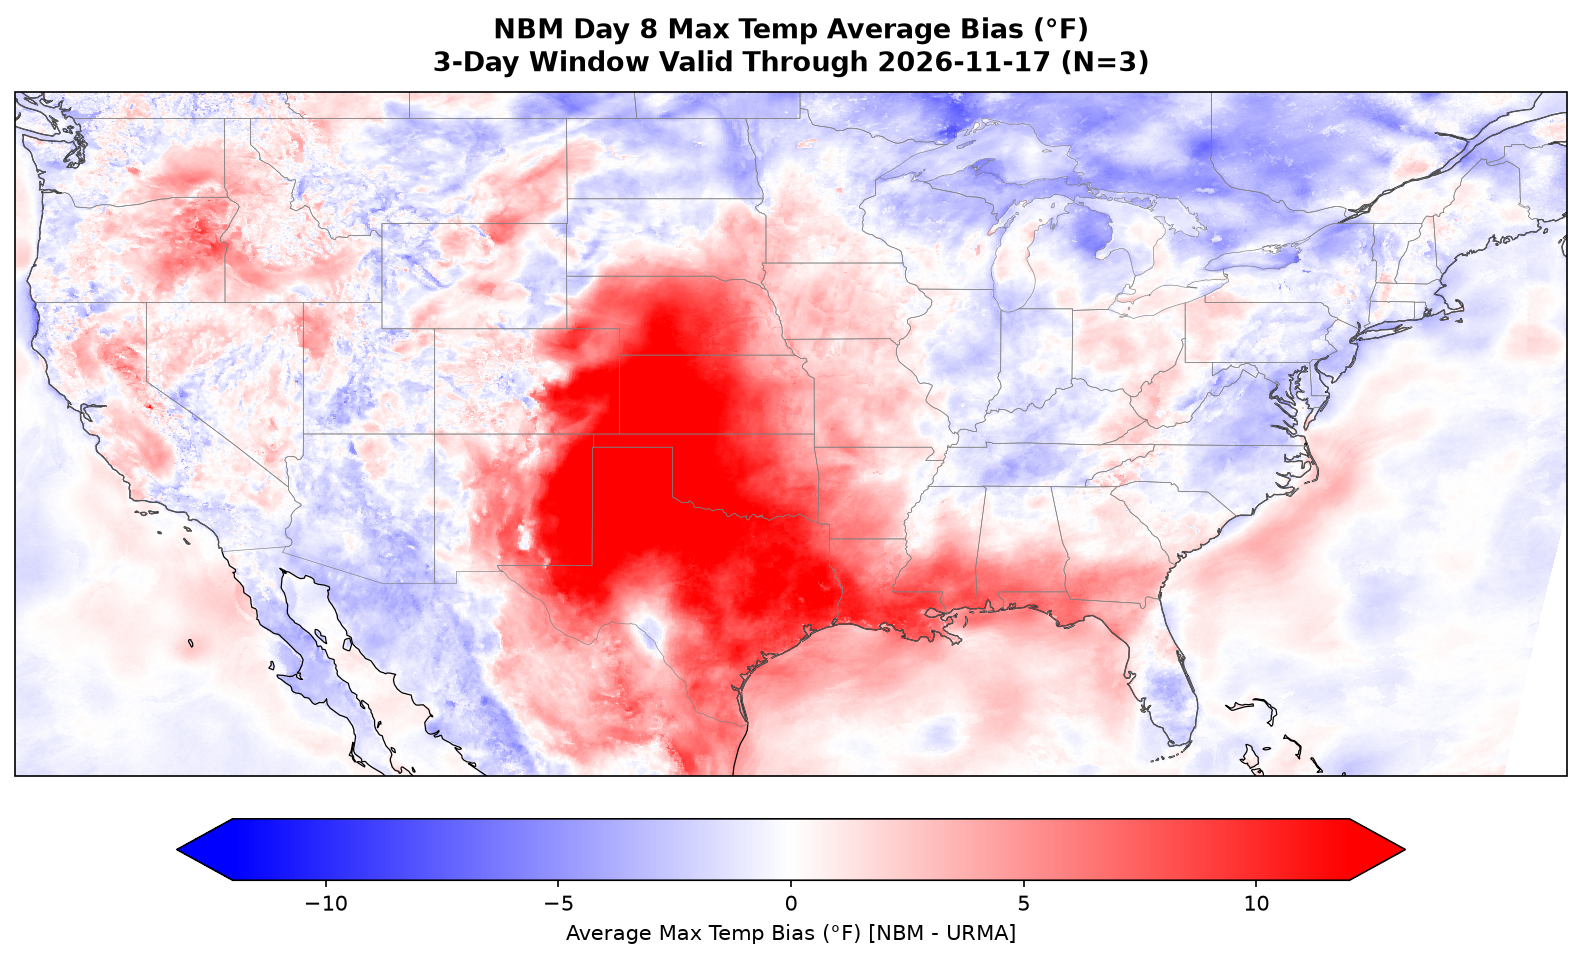 NBM Day 8 Max Temp Average Bias (°F)
3-Day Window Valid Through 2026-11-17 (N=3)
−10 −5 0 5 10
Average Max Temp Bias (°F) [NBM - URMA]